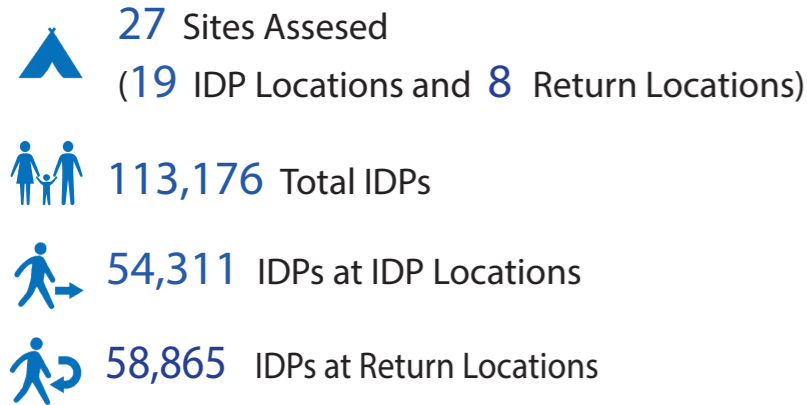 27 Sites Assesed
(19 IDP Locations and 8 Return Locations)
113,176 Total IDPs
54,311 IDPs at IDP Locations
58,865 IDPs at Return Locations